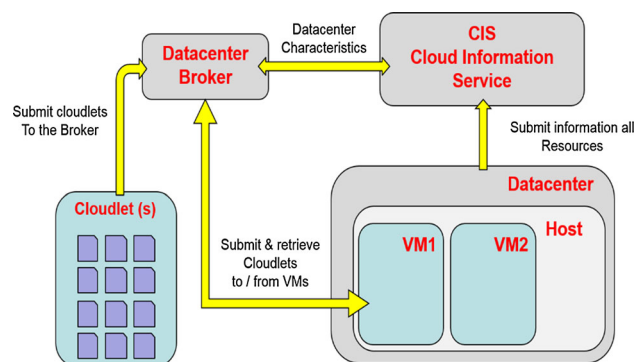 Datacenter
Broker
Datacenter
Characteristics
CIS
Cloud Information
Service
Submit cloudlets
To the Broker
Submit information all
Resources
Cloudlet (s)
Submit & retrieve
Cloudlets
to / from VMs
Datacenter
Host
VM1
VM2